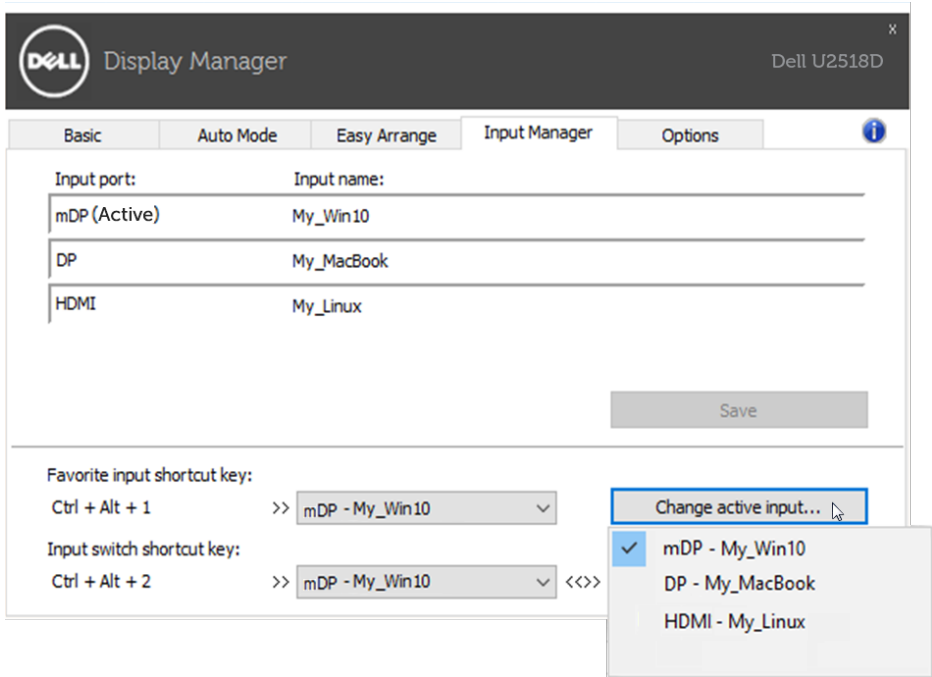 x
DELL Display Manager Dell U2518D
Basic Auto Mode Easy Arrange Input Manager Options i
Input port: Input name:
mDP (Active) My_Win10
DP My_MacBook
HDMI My_Linux
Save
Favorite input shortcut key:
Ctrl + Alt + 1 >> mDP - My_Win10 Change active input...
Input switch shortcut key:
Ctrl + Alt + 2 >> mDP - My_Win10 <<>>
mDP - My_Win10
DP - My_MacBook
HDMI - My_Linux